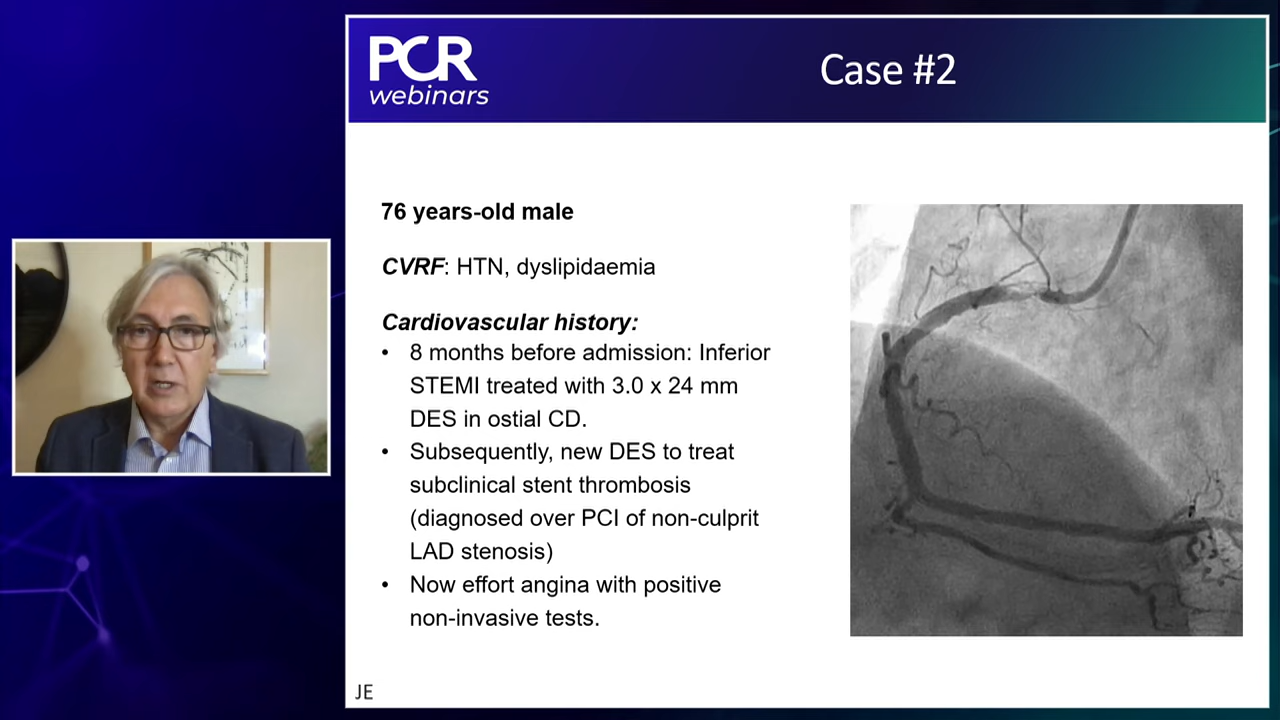 PCR
webinars
Case #2
76 years-old male
CVRF: HTN, dyslipidaemia
Cardiovascular history:
• 8 months before admission: Inferior
STEMI treated with 3.0 x 24 mm
DES in ostial CD.
• Subsequently, new DES to treat
subclinical stent thrombosis
(diagnosed over PCI of non-culprit
LAD stenosis)
• Now effort angina with positive
non-invasive tests.
JE